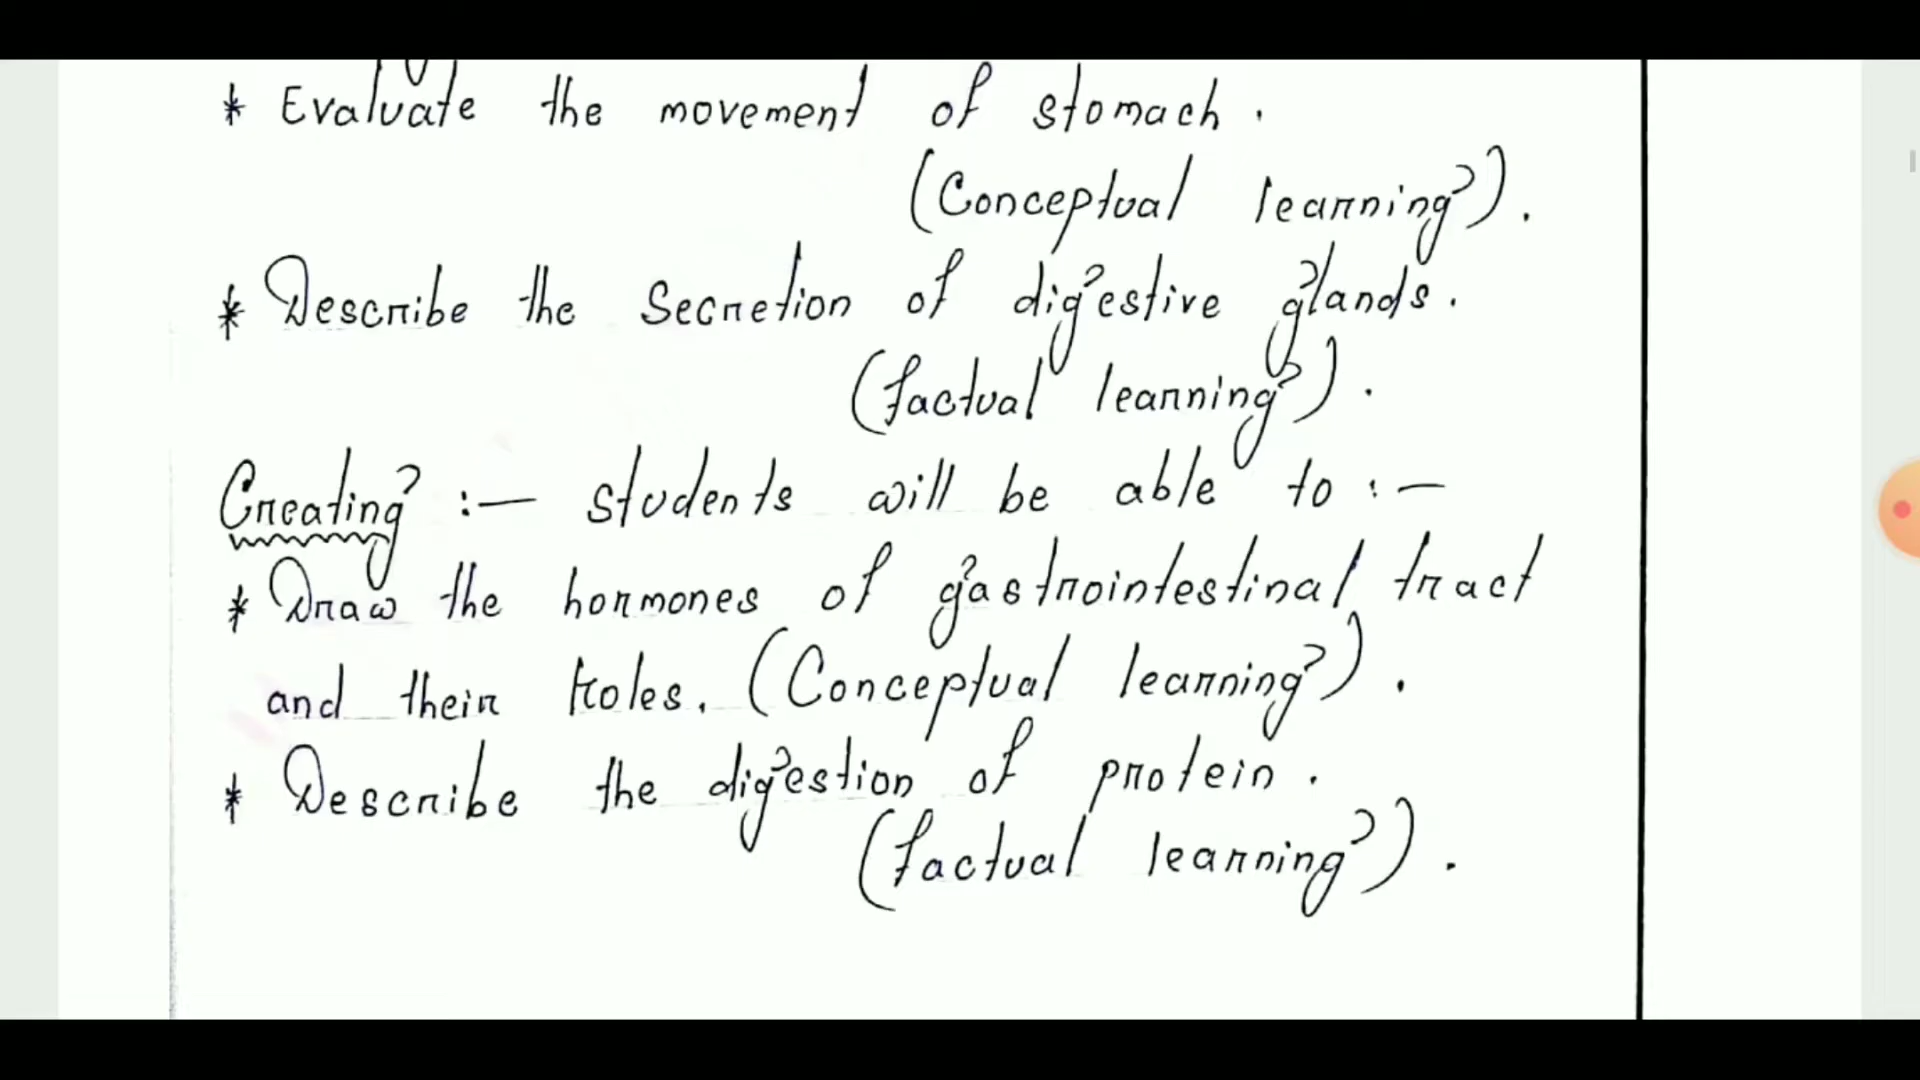 * Evaluate the movement of stomach.
(Conceptual learning).
* Describe the Secretion of digestive glands.
(factual learning).
Creating :— students will be able to :—
* Draw the hormones of gastrointestinal tract
and their Roles. (Conceptual learning).
* Describe the digestion of protein.
(factual learning).